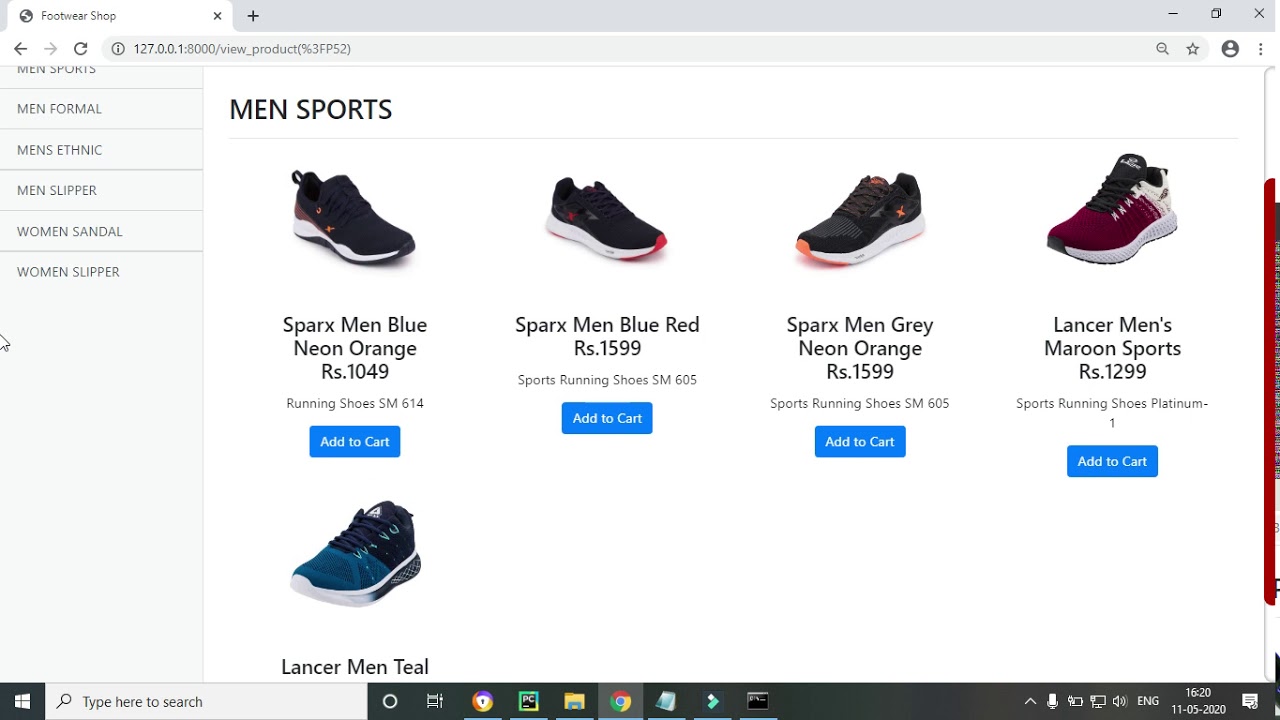 Footwear Shop
127.0.0.1:8000/view_product(%3FP52)
MEN SPORTS
MEN FORMAL
MENS ETHNIC
MEN SLIPPER
WOMEN SANDAL
WOMEN SLIPPER
MEN SPORTS
Sparx Men Blue
Neon Orange
Rs.1049
Running Shoes SM 614
Add to Cart
Sparx Men Blue Red
Rs.1599
Sports Running Shoes SM 605
Add to Cart
Sparx Men Grey
Neon Orange
Rs.1599
Sports Running Shoes SM 605
Add to Cart
Lancer Men's
Maroon Sports
Rs.1299
Sports Running Shoes Platinum-
1
Add to Cart
Lancer Men Teal
Type here to search
PC
ENG
16:20
11-05-2020